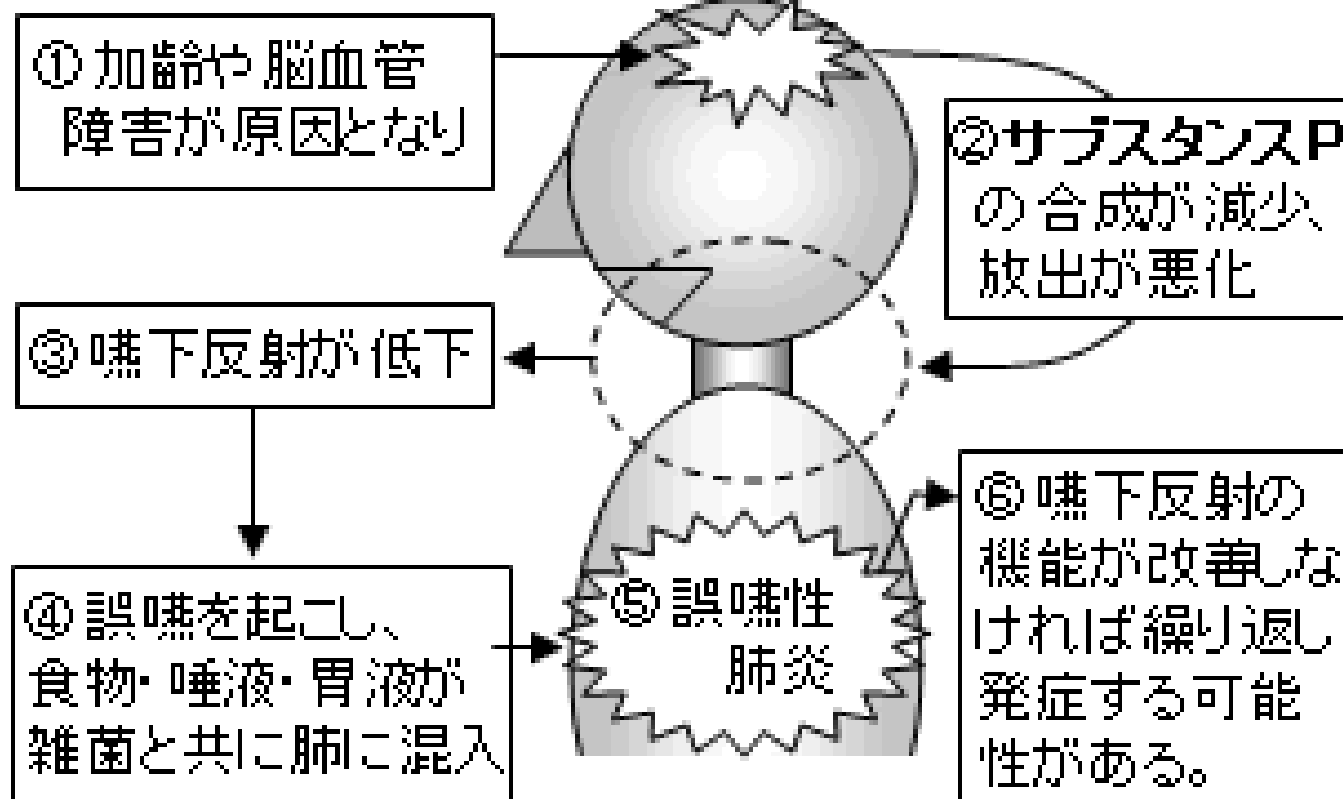 ①加齢や脳血管
障害が原因となり
②サブスタンスP
の合成が減少、
放出が悪化
③嚥下反射が低下
④誤嚥を起こし、
食物・唾液・胃液が
雑菌と共に肺に混入
⑤誤嚥性
肺炎
⑥嚥下反射の
機能が改善しな
ければ繰り返し
発症する可能
性がある。